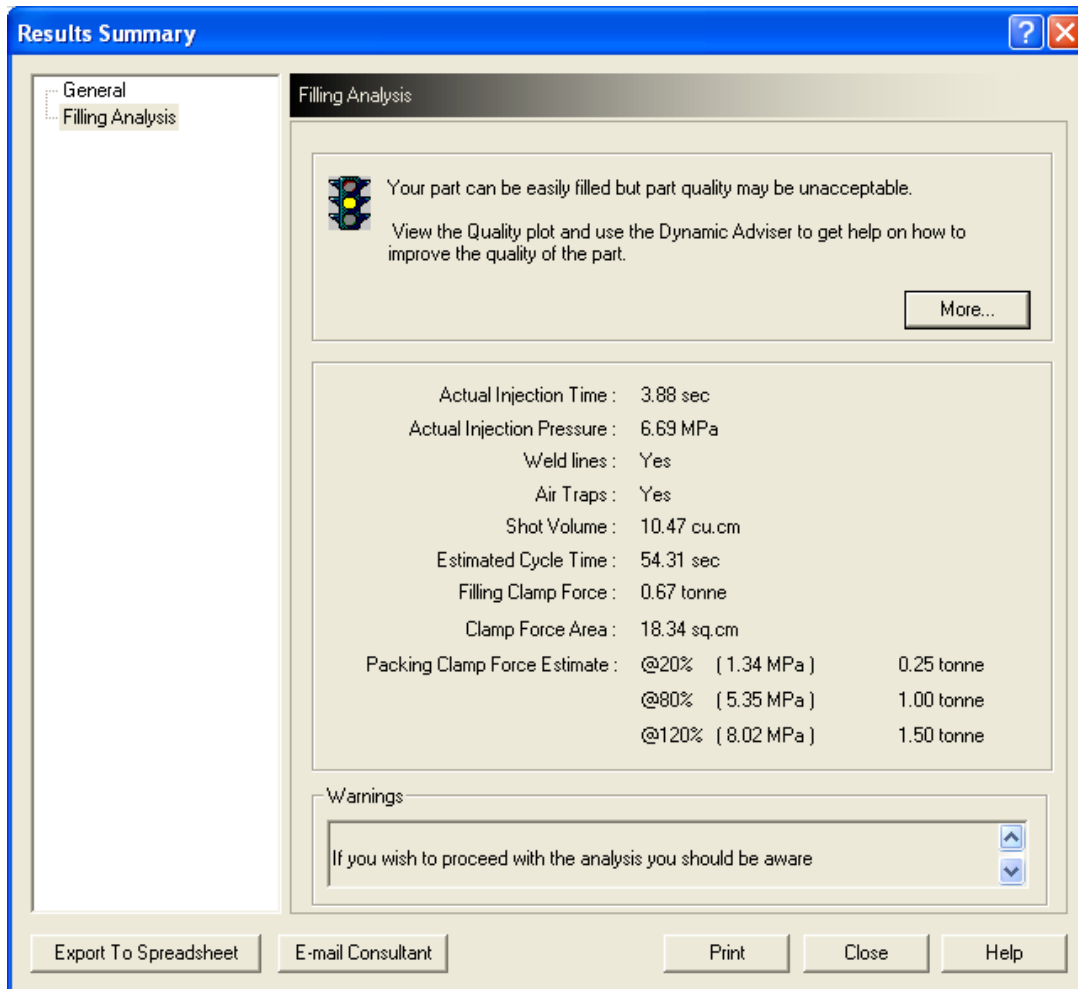 Results Summary
General
Filling Analysis
Filling Analysis
Your part can be easily filled but part quality may be unacceptable.
View the Quality plot and use the Dynamic Adviser to get help on how to
improve the quality of the part.
More...
Actual Injection Time : 3.88 sec
Actual Injection Pressure : 6.69 MPa
Weld lines : Yes
Air Traps : Yes
Shot Volume : 10.47 cu.cm
Estimated Cycle Time : 54.31 sec
Filling Clamp Force : 0.67 tonne
Clamp Force Area : 18.34 sq.cm
Packing Clamp Force Estimate : @20% ( 1.34 MPa ) 0.25 tonne
@80% ( 5.35 MPa ) 1.00 tonne
@120% ( 8.02 MPa ) 1.50 tonne
Warnings
If you wish to proceed with the analysis you should be aware
Export To Spreadsheet E-mail Consultant Print Close Help